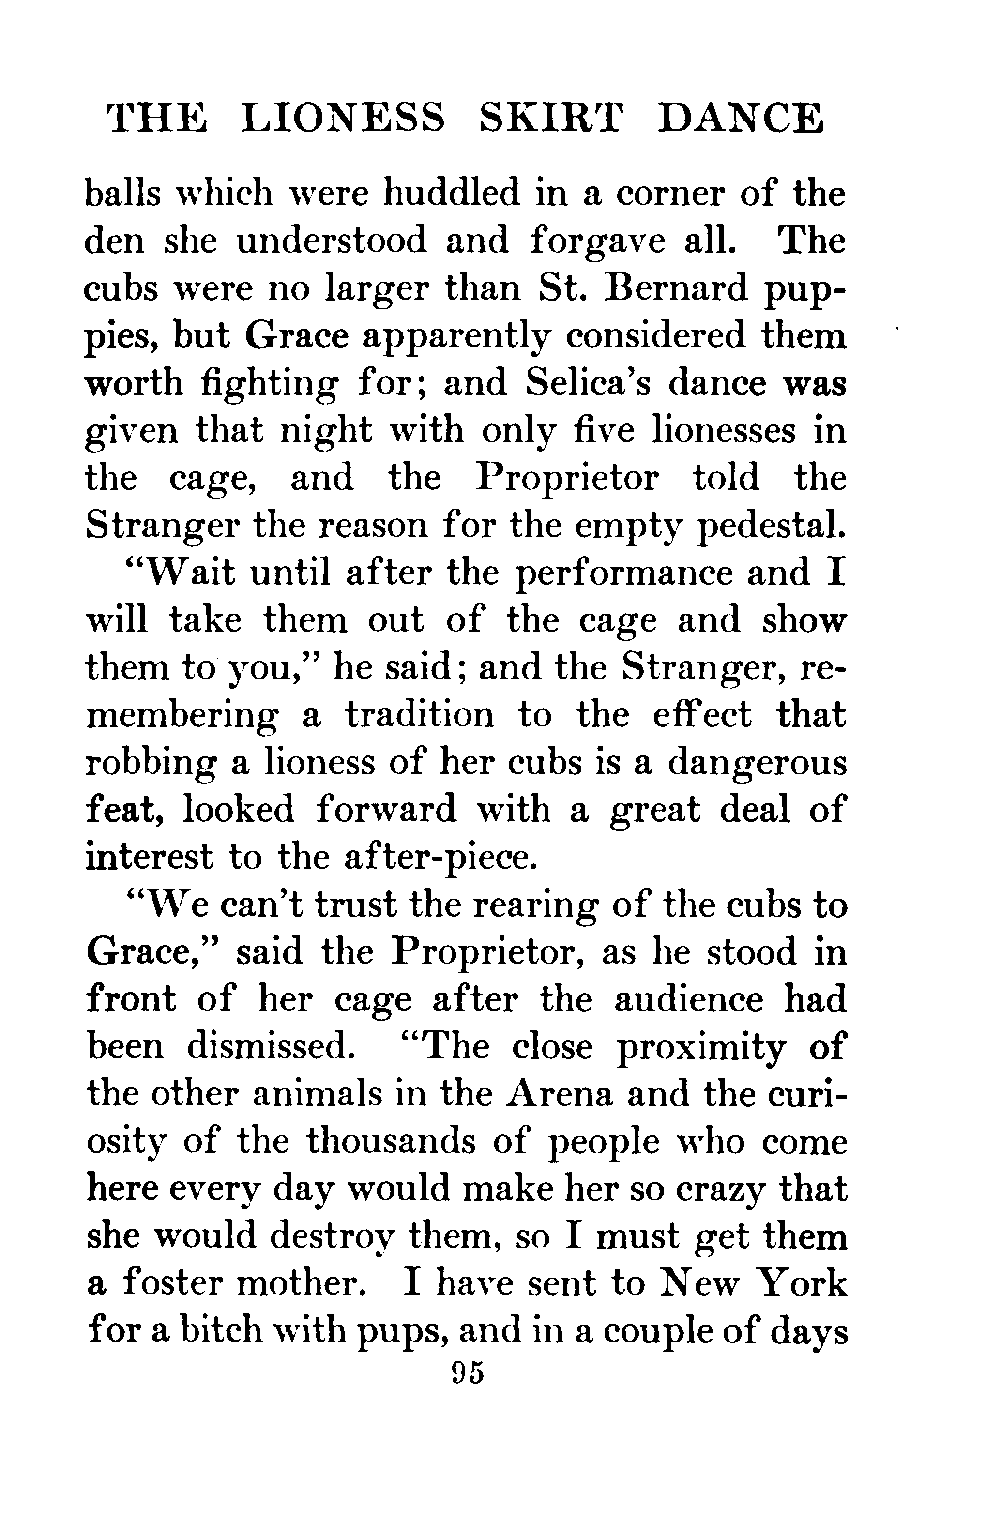 THE LIONESS SKIRT DANCE
balls which were huddled in a corner of the
den she understood and forgave all. The
cubs were no larger than St. Bernard pup-
pies, but Grace apparently considered them
worth fighting for; and Selica's dance was
given that night with only five lionesses in
the cage, and the Proprietor told the
Stranger the reason for the empty pedestal.
“Wait until after the performance and I
will take them out of the cage and show
them to you,” he said; and the Stranger, re-
membering a tradition to the effect that
robbing a lioness of her cubs is a dangerous
feat, looked forward with a great deal of
interest to the after-piece.
“We can't trust the rearing of the cubs to
Grace,” said the Proprietor, as he stood in
front of her cage after the audience had
been dismissed. “The close proximity of
the other animals in the Arena and the curi-
osity of the thousands of people who come
here every day would make her so crazy that
she would destroy them, so I must get them
a foster mother. I have sent to New York
for a bitch with pups, and in a couple of days
95